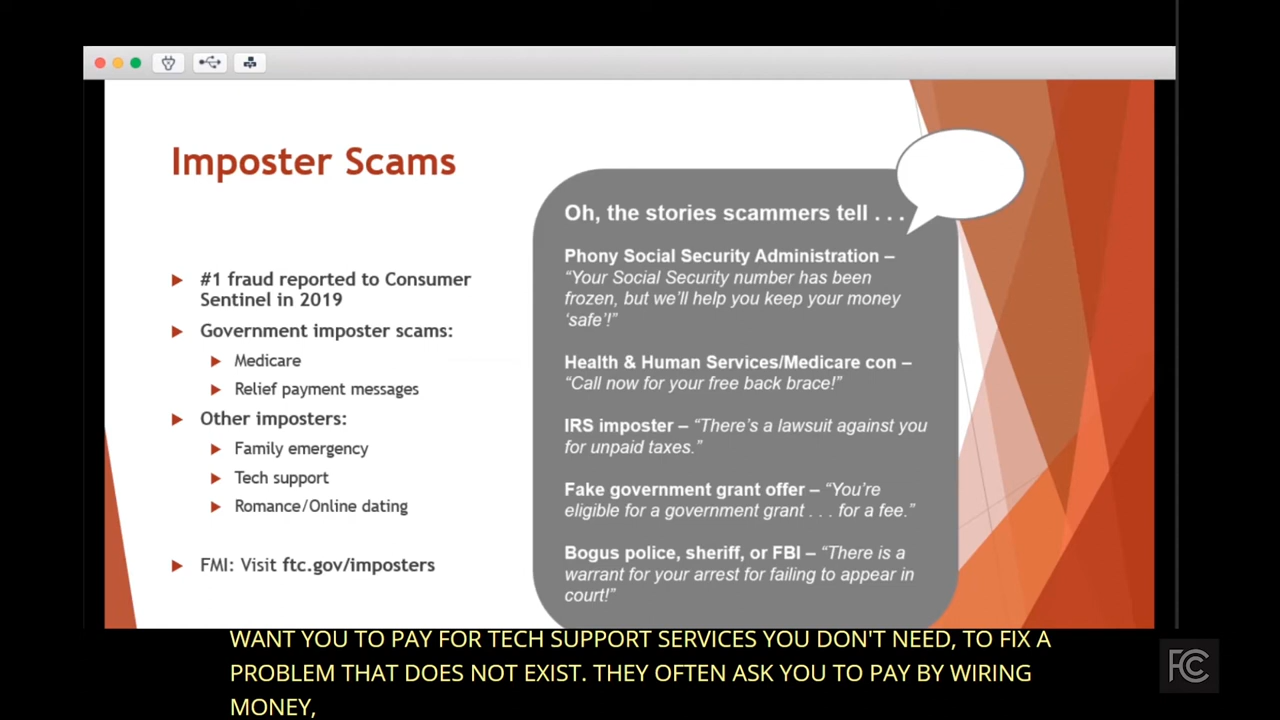 Imposter Scams
#1 fraud reported to Consumer
Sentinel in 2019
Government imposter scams:
Medicare
Relief payment messages
Other imposters:
Family emergency
Tech support
Romance/Online dating
FMI: Visit ftc.gov/imposters
Oh, the stories scammers tell . . .
Phony Social Security Administration –
“Your Social Security number has been
frozen, but we’ll help you keep your money
‘safe’!”
Health & Human Services/Medicare con –
“Call now for your free back brace!”
IRS imposter – “There’s a lawsuit against you
for unpaid taxes.”
Fake government grant offer – “You’re
eligible for a government grant . . . for a fee.”
Bogus police, sheriff, or FBI – “There is a
warrant for your arrest for failing to appear in
court!”
WANT YOU TO PAY FOR TECH SUPPORT SERVICES YOU DON'T NEED, TO FIX A
PROBLEM THAT DOES NOT EXIST. THEY OFTEN ASK YOU TO PAY BY WIRING
MONEY,
FCC